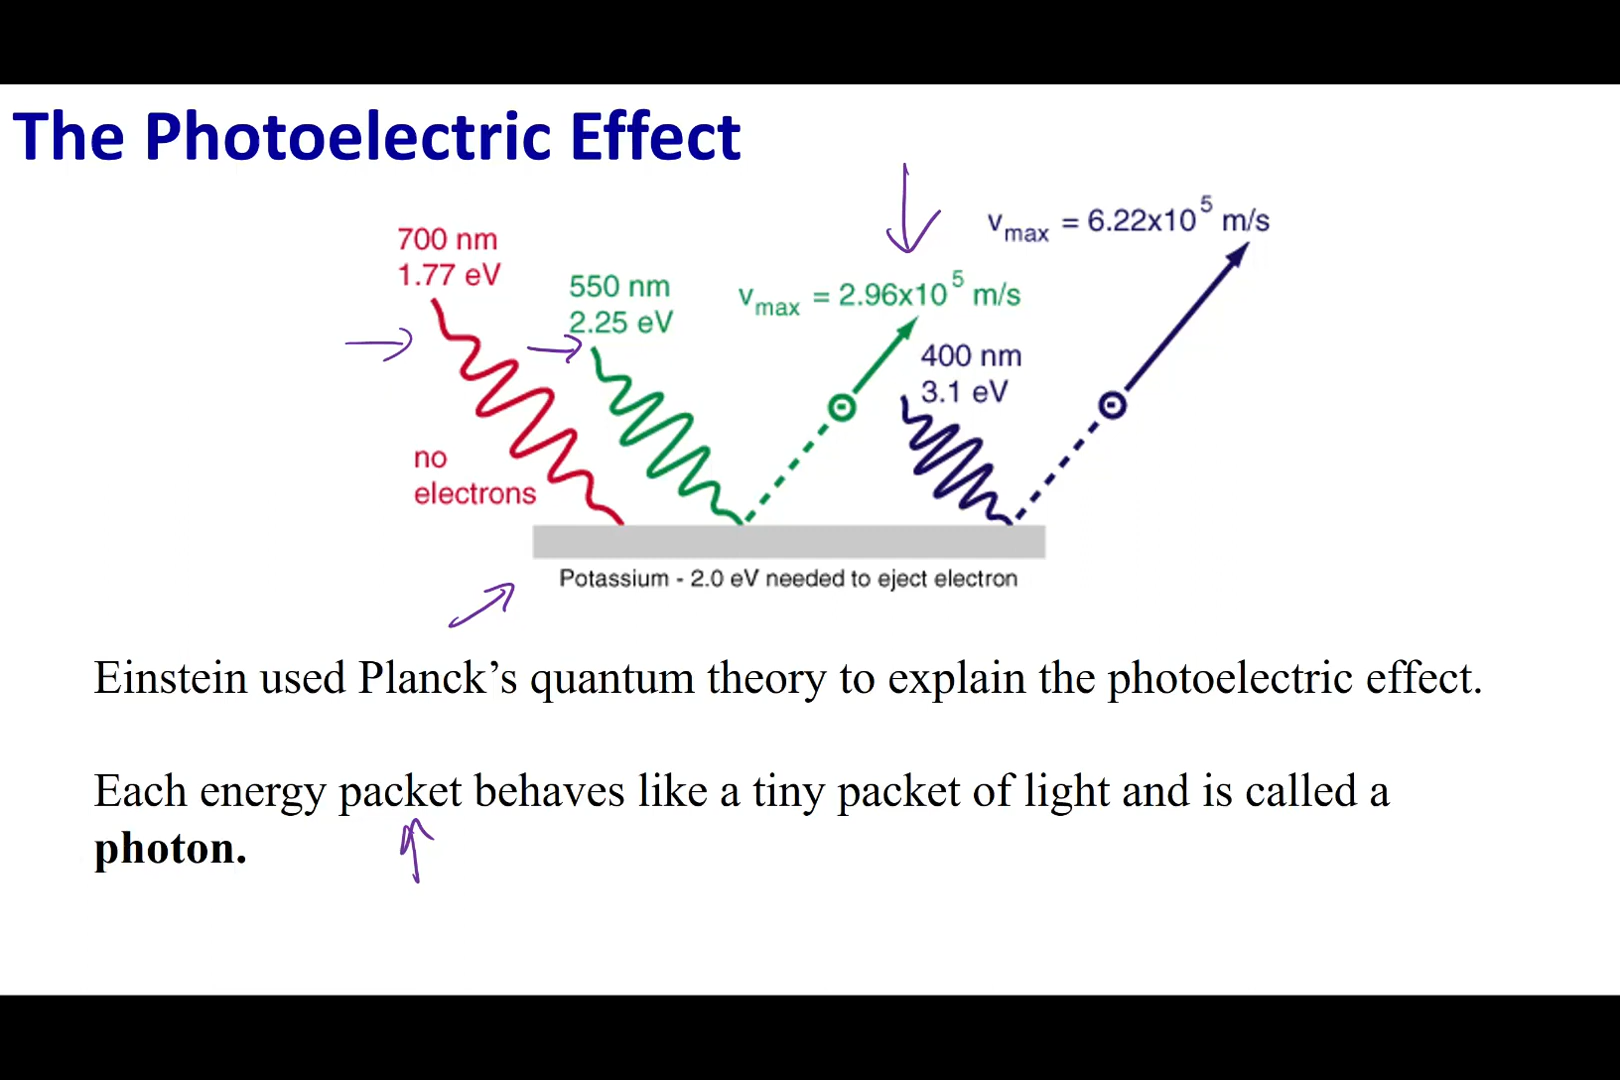 The Photoelectric Effect
700 nm
1.77 eV
no
electrons
550 nm
2.25 eV
vmax = 2.96x10^5 m/s
400 nm
3.1 eV
vmax = 6.22x10^5 m/s
Potassium - 2.0 eV needed to eject electron
Einstein used Planck’s quantum theory to explain the photoelectric effect.
Each energy packet behaves like a tiny packet of light and is called a
photon.